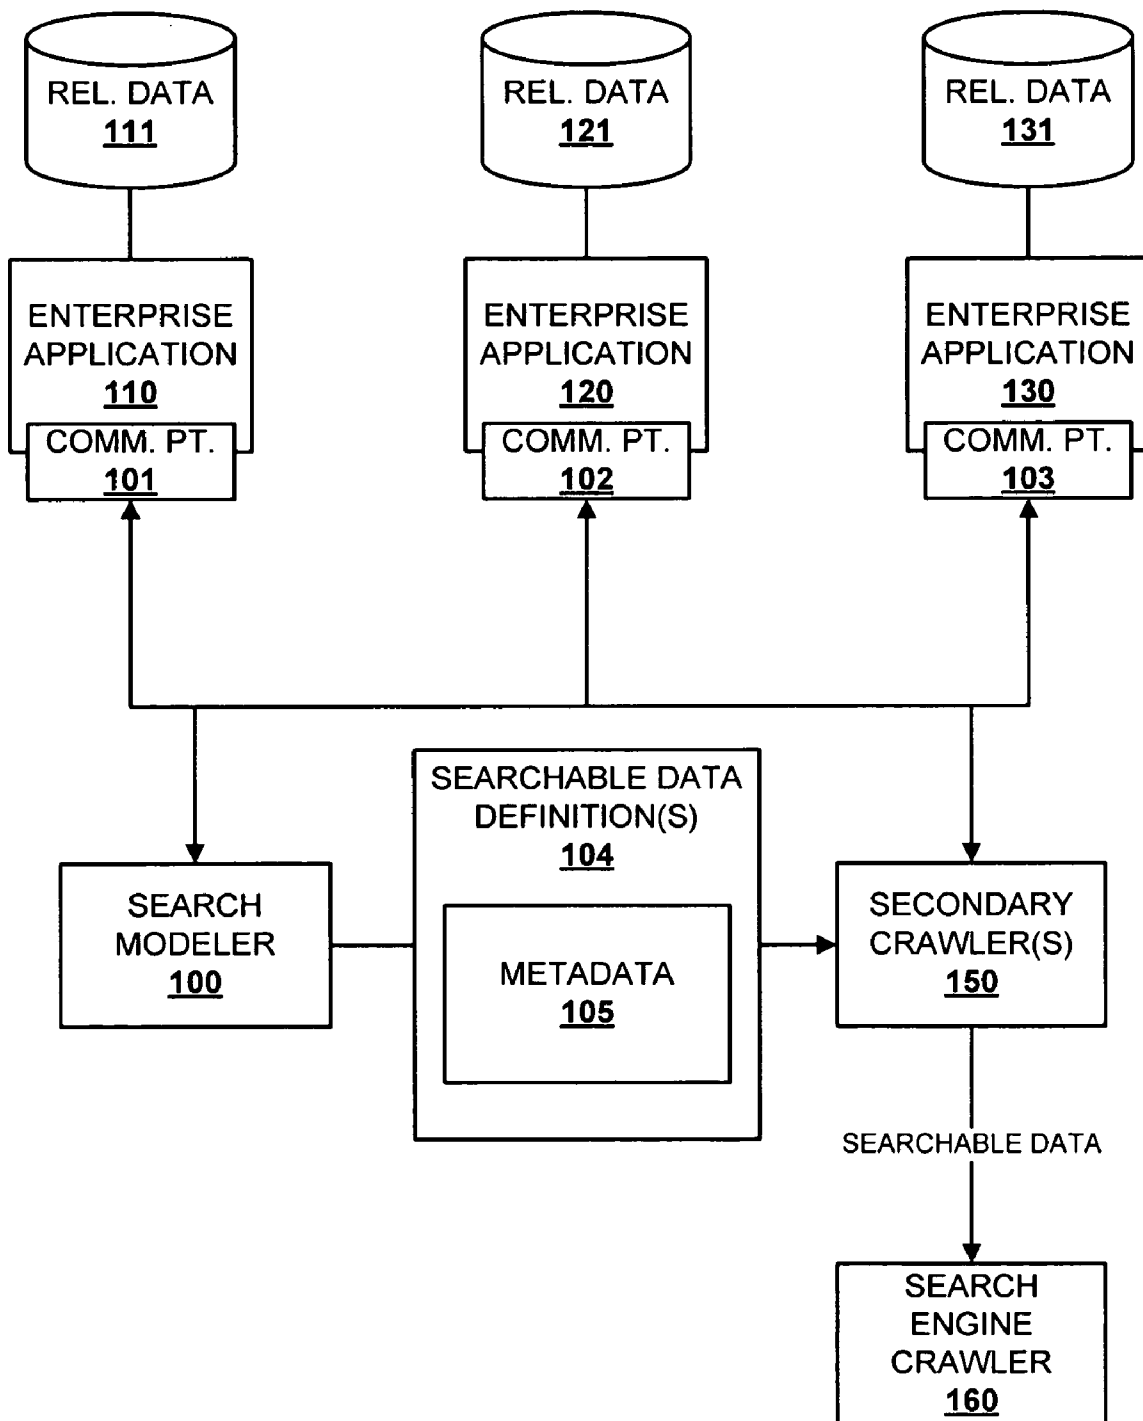 REL. DATA
111
REL. DATA
121
REL. DATA
131
ENTERPRISE
APPLICATION
110
COMM. PT.
101
ENTERPRISE
APPLICATION
120
COMM. PT.
102
ENTERPRISE
APPLICATION
130
COMM. PT.
103
SEARCH
MODELER
100
SEARCHABLE DATA
DEFINITION(S)
104
METADATA
105
SECONDARY
CRAWLER(S)
150
SEARCHABLE DATA
SEARCH
ENGINE
CRAWLER
160